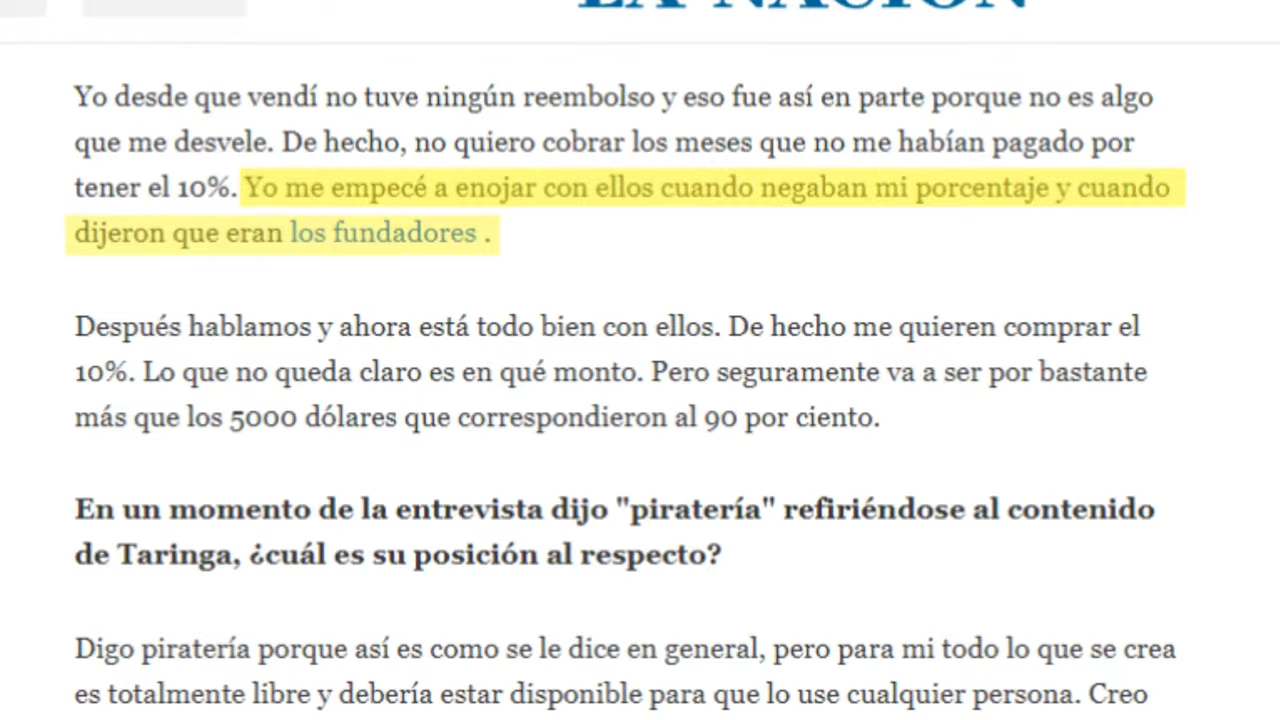 LA NACION
Yo desde que vendí no tuve ningún reembolso y eso fue así en parte porque no es algo
que me desvele. De hecho, no quiero cobrar los meses que no me habían pagado por
tener el 10%. Yo me empecé a enojar con ellos cuando negaban mi porcentaje y cuando
dijeron que eran los fundadores .
Después hablamos y ahora está todo bien con ellos. De hecho me quieren comprar el
10%. Lo que no queda claro es en qué monto. Pero seguramente va a ser por bastante
más que los 5000 dólares que correspondieron al 90 por ciento.
En un momento de la entrevista dijo "piratería" refiriéndose al contenido
de Taringa, ¿cuál es su posición al respecto?
Digo piratería porque así es como se le dice en general, pero para mi todo lo que se crea
es totalmente libre y debería estar disponible para que lo use cualquier persona. Creo